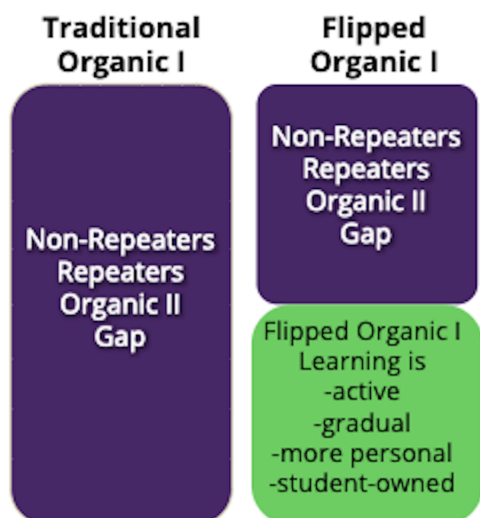 Traditional
Organic I
Non-Repeaters
Repeaters
Organic II
Gap
Flipped
Organic I
Non-Repeaters
Repeaters
Organic II
Gap
Flipped Organic I
Learning is
-active
-gradual
-more personal
-student-owned